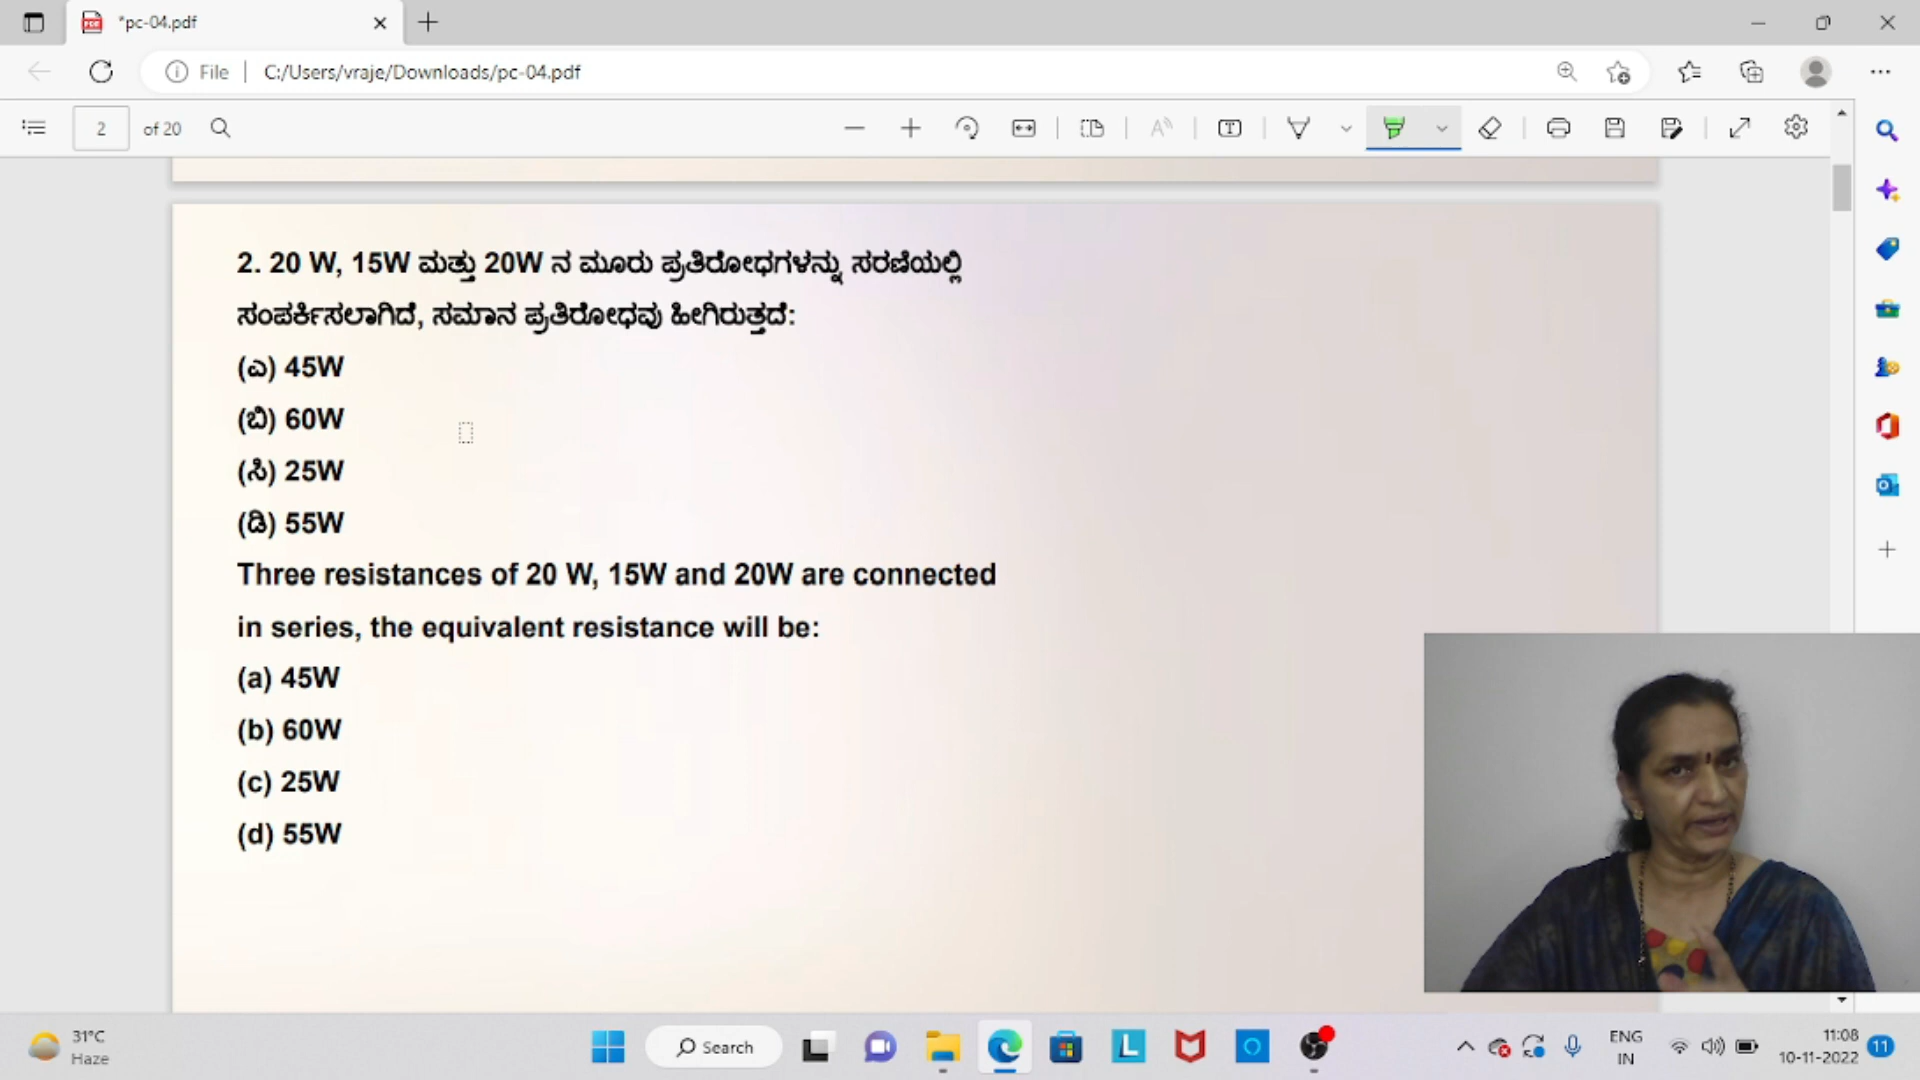 *pc-04.pdf
File
C:/Users/vraje/Downloads/pc-04.pdf
2 of 20
2. 20 W, 15W ಮತ್ತು 20W ನ ಮೂರು ಪ್ರತಿರೋಧಗಳನ್ನು ಸರಣಿಯಲ್ಲಿ
ಸಂಪರ್ಕಿಸಲಾಗಿದೆ, ಸಮಾನ ಪ್ರತಿರೋಧವು ಹೀಗಿರುತ್ತದೆ:
(ಎ) 45W
(ಬಿ) 60W
(ಸಿ) 25W
(ಡಿ) 55W
Three resistances of 20 W, 15W and 20W are connected
in series, the equivalent resistance will be:
(a) 45W
(b) 60W
(c) 25W
(d) 55W
31°C
Haze
Search
ENG
IN
11:08
10-11-2022
11